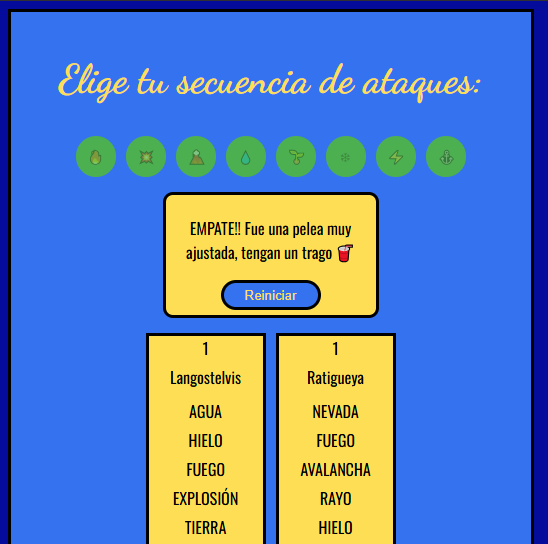 Elige tu secuencia de ataques:
EMPATE!! Fue una pelea muy
ajustada, tengan un trago 🥤
Reiniciar
1
Langostelvis
AGUA
HIELO
FUEGO
EXPLOSIÓN
TIERRA
1
Ratigueya
NEVADA
FUEGO
AVALANCHA
RAYO
HIELO